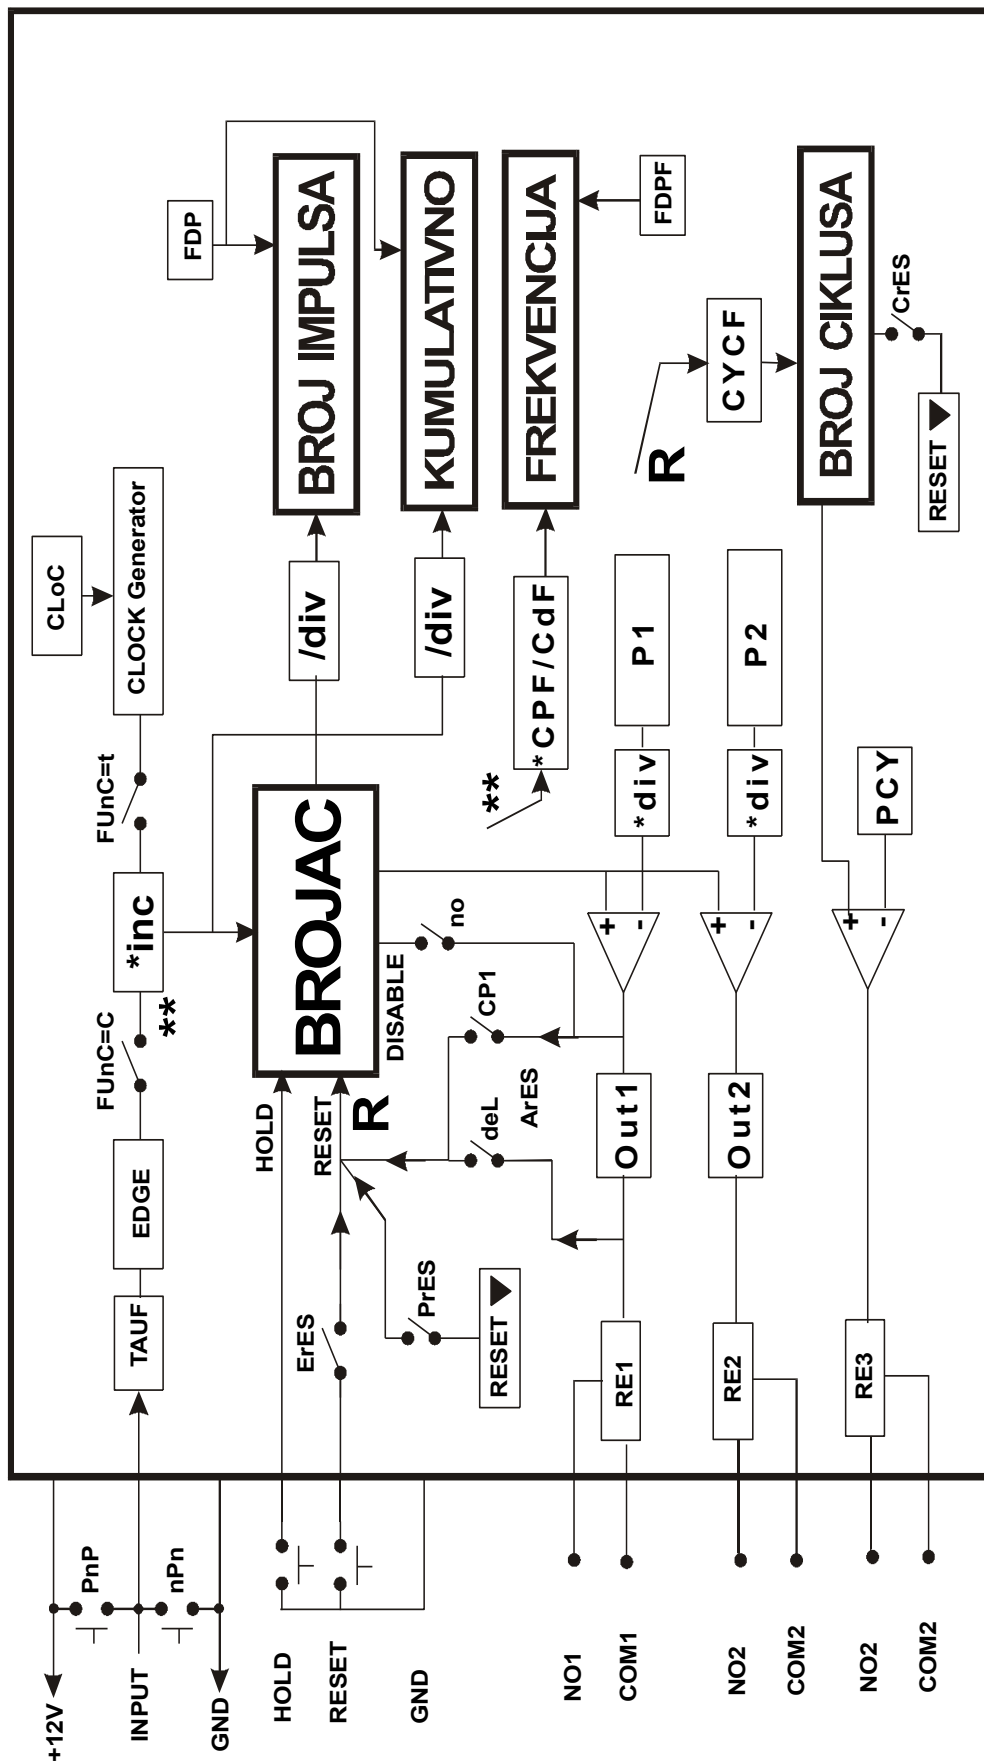 +12V
PnP
INPUT
nPn
GND
HOLD
RESET
GND
NO1
COM1
NO2
COM2
NO2
COM2
TAUF
EDGE
FUnC=C
**
*inc
FUnC=t
CLOCK Generator
CLoC
HOLD
RESET
R
ErES
PrES
RESET
BROJAC
DISABLE
no
CP1
deL
ArES
/div
BROJ IMPULSA
FDP
/div
KUMULATIVNO
**
*CPF/CdF
FREKVENCIJA
FDPF
RE1
Out1
+
-
*div
P1
RE2
Out2
+
-
*div
P2
RE3
+
-
PCY
R
CYCF
BROJ CIKLUSA
CrES
RESET